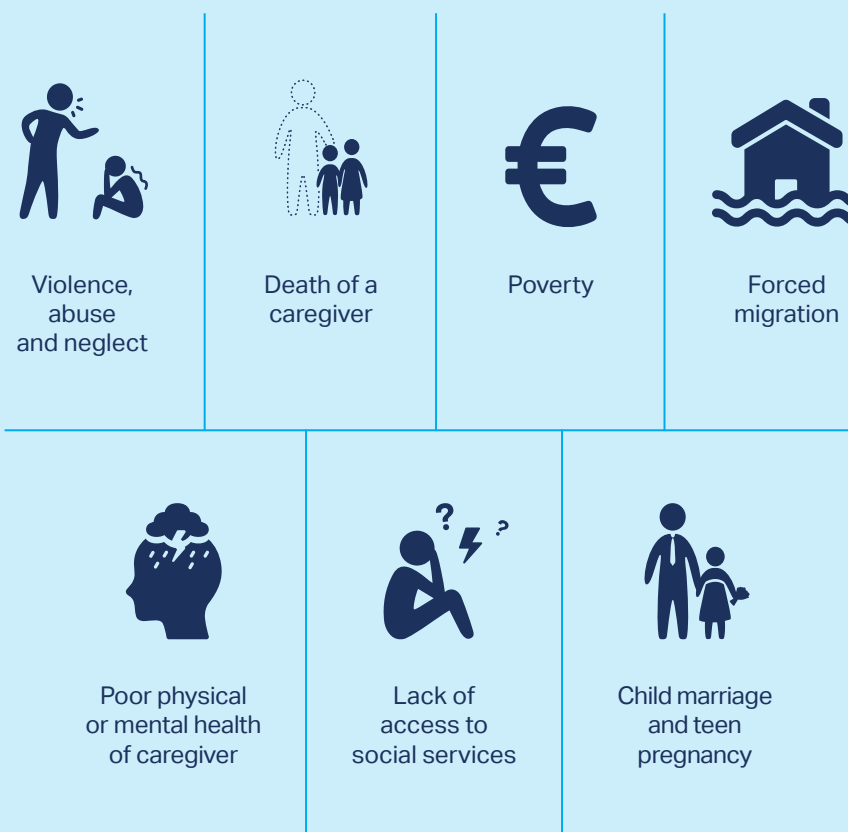 Violence,
abuse
and neglect
Death of a
caregiver
€
Poverty
Forced
migration
? ?
Poor physical
or mental health
of caregiver
Lack of
access to
social services
Child marriage
and teen
pregnancy